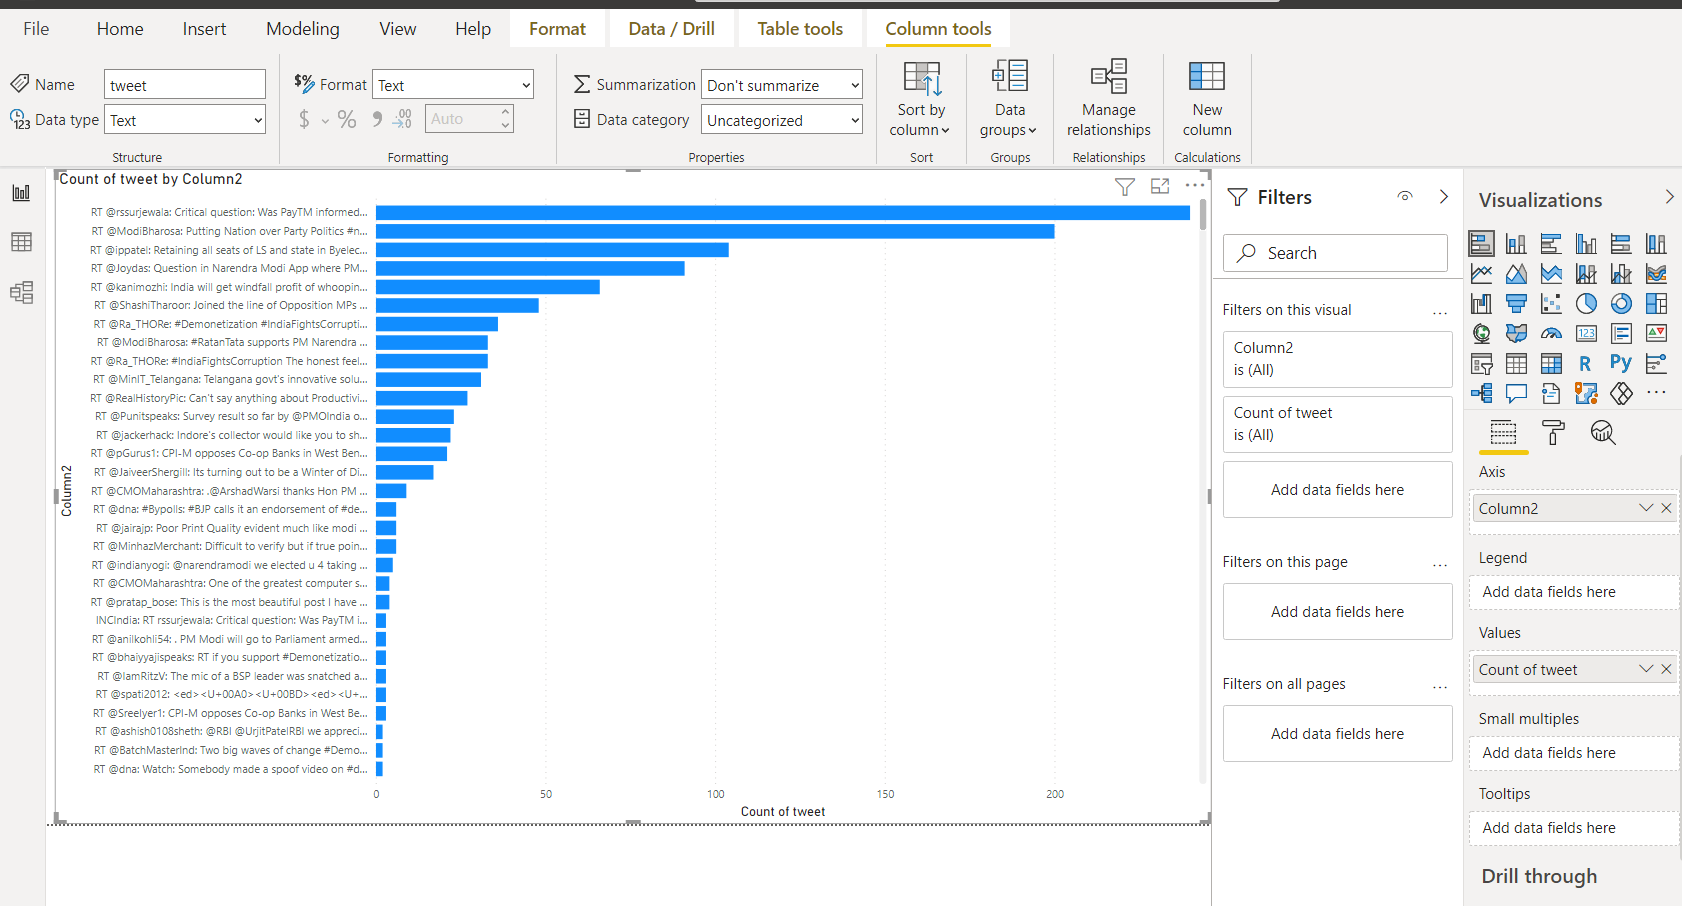 File Home Insert Modeling View Help Format Data / Drill Table tools Column tools
Name tweet
Data type Text
Structure
Format Text
$ % 9 .00 Auto
Formatting
Summarization Don't summarize
Data category Uncategorized
Properties
Sort by column
Sort
Data groups
Groups
Manage relationships
Relationships
New column
Calculations
Count of tweet by Column2
Column2
RT @rssurjewala: Critical question: Was PayTM informed...
RT @ModiBharosa: Putting Nation over Party Politics #n...
RT @ippatel: Retaining all seats of LS and state in Byelec...
RT @Joydas: Question in Narendra Modi App where PM...
RT @kanimozhi: India will get windfall profit of whoopin...
RT @ShashiTharoor: Joined the line of Opposition MPs ...
RT @Ra_THORe: #Demonetization #IndiaFightsCorrupti...
RT @ModiBharosa: #RatanTata supports PM Narendra ...
RT @Ra_THORe: #IndiaFightsCorruption The honest feel...
RT @MinIT_Telangana: Telangana govt's innovative solu...
RT @RealHistoryPic: Can't say anything about Productivi...
RT @Punitspeaks: Survey result so far by @PMOIndia o...
RT @jackerhack: Indore's collector would like you to sh...
RT @pGurus1: CPI-M opposes Co-op Banks in West Ben...
RT @JaiveerShergill: Its turning out to be a Winter of Di...
RT @CMOMaharashtra: .@ArshadWarsi thanks Hon PM ...
RT @dna: #Bypolls: #BJP calls it an endorsement of #de...
RT @jairajp: Poor Print Quality evident much like modi ...
RT @MinhazMerchant: Difficult to verify but if true poin...
RT @indianyogi: @narendramodi we elected u 4 taking ...
RT @CMOMaharashtra: One of the greatest computer s...
RT @pratap_bose: This is the most beautiful post I have ...
INCIndia: RT rssurjewala: Critical question: Was PayTM i...
RT @anilkohli54: . PM Modi will go to Parliament armed...
RT @bhaiyyajispeaks: RT if you support #Demonetizatio...
RT @IamRitzV: The mic of a BSP leader was snatched a...
RT @spati2012: <ed><U+00A0><U+00BD><ed><U+...
RT @SreeIyer1: CPI-M opposes Co-op Banks in West Be...
RT @ashish0108sheth: @RBI @UrjitPatelRBI we appreci...
RT @BatchMasterInd: Two big waves of change #Demo...
RT @dna: Watch: Somebody made a spoof video on #d...
0 50 100 150 200
Count of tweet
Filters
Search
Filters on this visual ...
Column2
is (All)
Count of tweet
is (All)
Add data fields here
Filters on this page ...
Add data fields here
Filters on all pages ...
Add data fields here
Visualizations
123
R Py
...
Axis
Column2
Legend
Add data fields here
Values
Count of tweet
Small multiples
Add data fields here
Tooltips
Add data fields here
Drill through